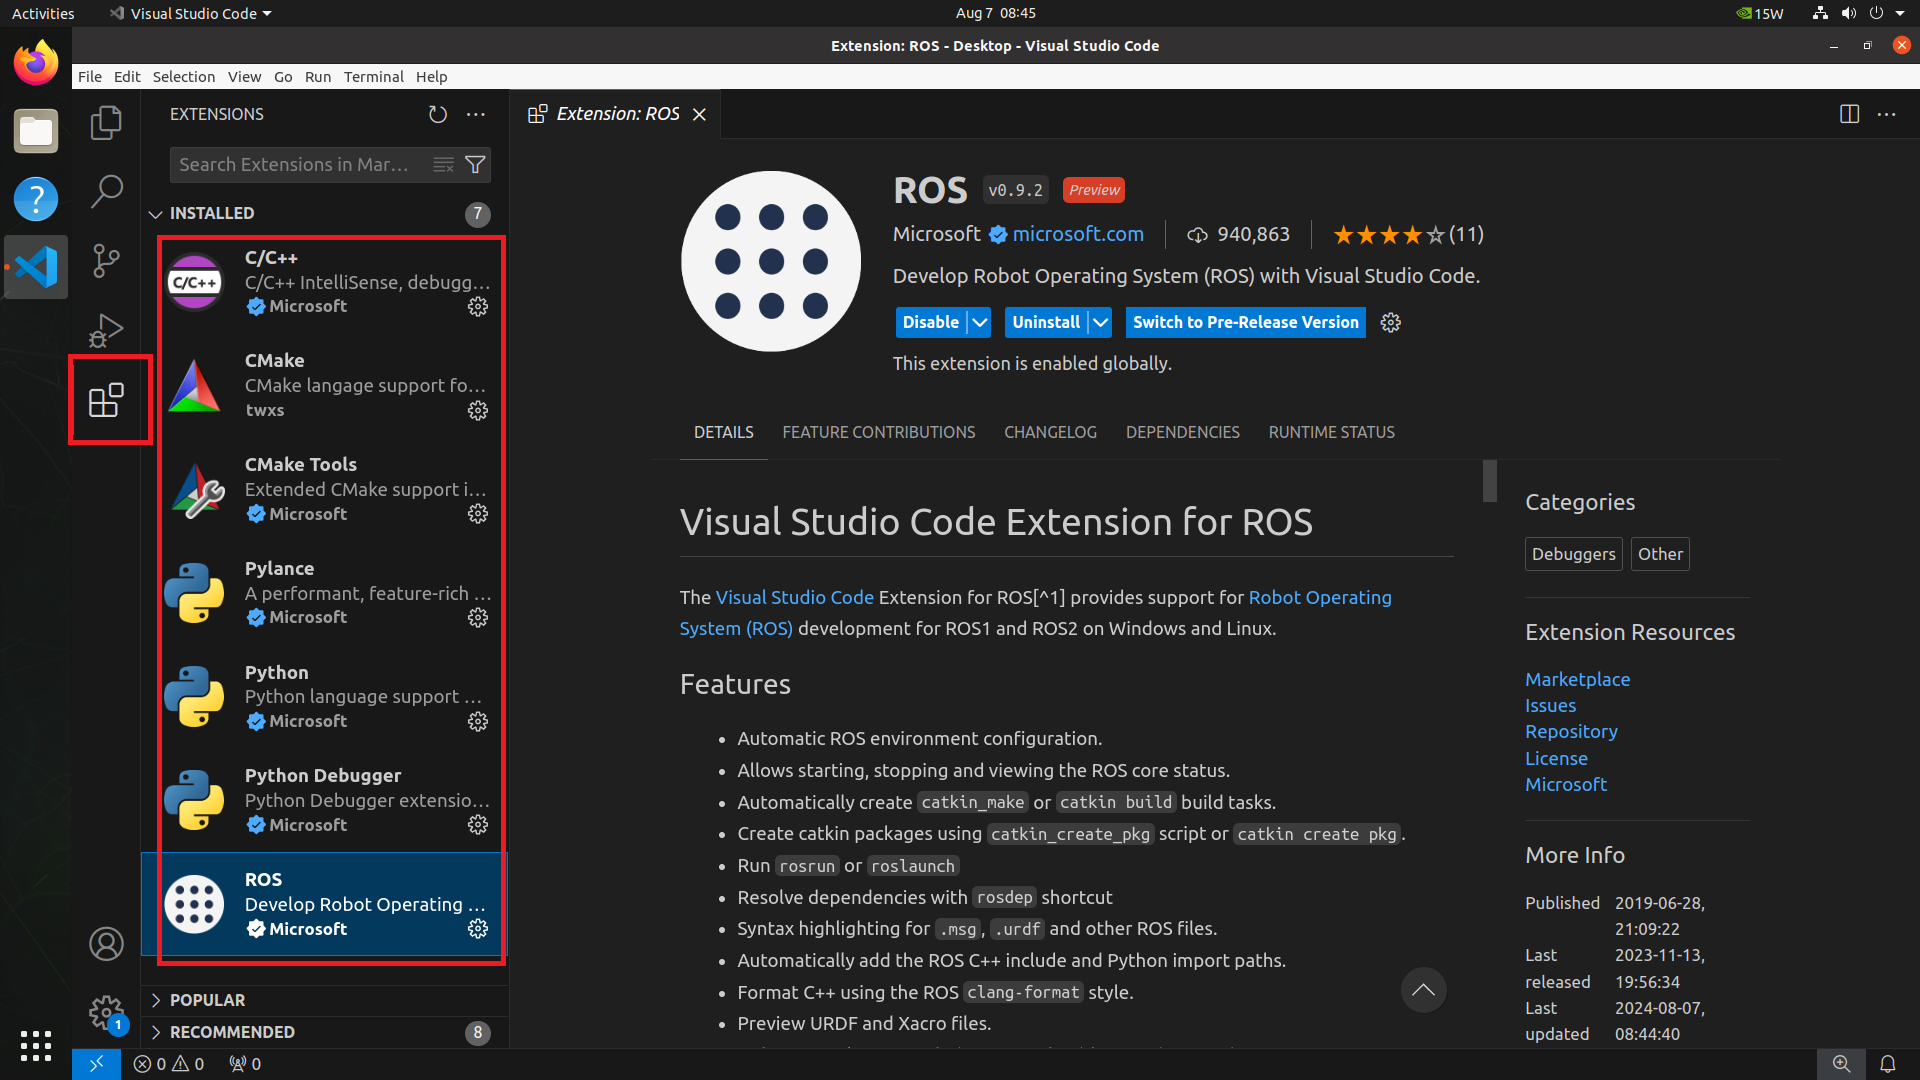 Activities
Visual Studio Code
Aug 7 08:45
15W
Extension: ROS - Desktop - Visual Studio Code
File Edit Selection View Go Run Terminal Help
EXTENSIONS
Search Extensions in Mar…
INSTALLED
7
C/C++
C/C++
C/C++ IntelliSense, debugg…
Microsoft
CMake
CMake langage support fo…
twxs
CMake Tools
Extended CMake support i…
Microsoft
Pylance
A performant, feature-rich …
Microsoft
Python
Python language support …
Microsoft
Python Debugger
Python Debugger extensio…
Microsoft
ROS
Develop Robot Operating …
Microsoft
POPULAR
RECOMMENDED
8
1
0 0 0
Extension: ROS
ROS v0.9.2 Preview
Microsoft microsoft.com 940,863 (11)
Develop Robot Operating System (ROS) with Visual Studio Code.
Disable Uninstall Switch to Pre-Release Version
This extension is enabled globally.
DETAILS FEATURE CONTRIBUTIONS CHANGELOG DEPENDENCIES RUNTIME STATUS
Visual Studio Code Extension for ROS
The Visual Studio Code Extension for ROS[^1] provides support for Robot Operating
System (ROS) development for ROS1 and ROS2 on Windows and Linux.
Features
• Automatic ROS environment configuration.
• Allows starting, stopping and viewing the ROS core status.
• Automatically create catkin_make or catkin build build tasks.
• Create catkin packages using catkin_create_pkg script or catkin create pkg.
• Run rosrun or roslaunch
• Resolve dependencies with rosdep shortcut
• Syntax highlighting for .msg, .urdf and other ROS files.
• Automatically add the ROS C++ include and Python import paths.
• Format C++ using the ROS clang-format style.
• Preview URDF and Xacro files.
Categories
Debuggers Other
Extension Resources
Marketplace
Issues
Repository
License
Microsoft
More Info
Published 2019-06-28,
21:09:22
Last 2023-11-13,
released 19:56:34
Last 2024-08-07,
updated 08:44:40